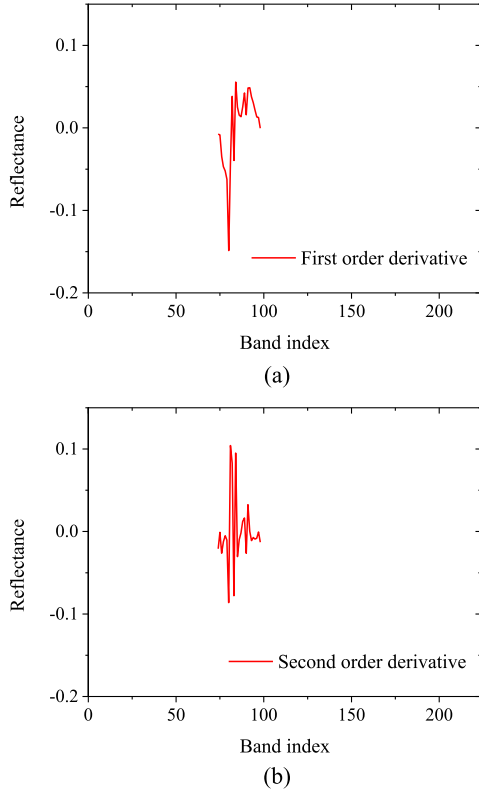 0.1
0.0
-0.1
-0.2
Reflectance
First order derivative
0 50 100 150 200
Band index
(a)
0.1
0.0
-0.1
-0.2
Reflectance
Second order derivative
0 50 100 150 200
Band index
(b)